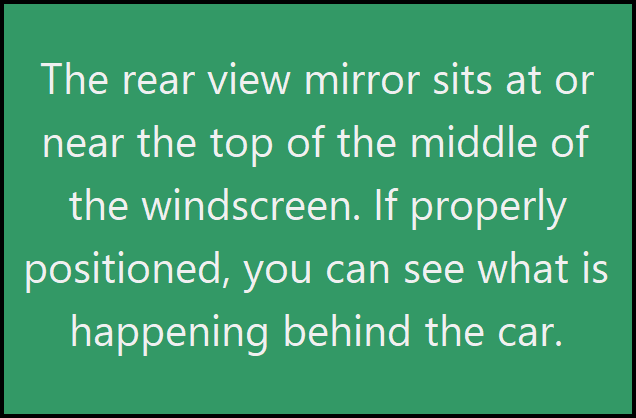 The rear view mirror sits at or
near the top of the middle of
the windscreen. If properly
positioned, you can see what is
happening behind the car.